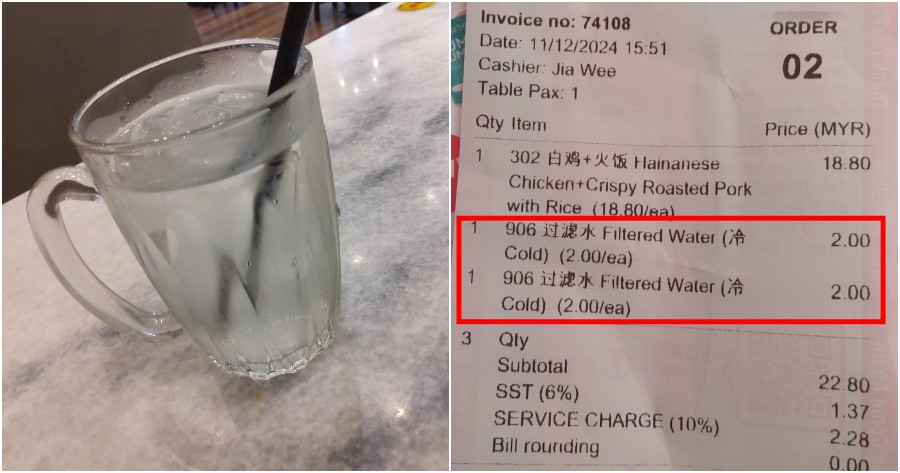 Invoice no: 74108
Date: 11/12/2024 15:51
Cashier: Jia Wee
Table Pax: 1
ORDER
02
Qty Item Price (MYR)
1 302 白鸡+火饭 Hainanese 18.80
Chicken+Crispy Roasted Pork
with Rice (18.80/ea)
1 906 过滤水 Filtered Water (冷 2.00
Cold) (2.00/ea)
1 906 过滤水 Filtered Water (冷 2.00
Cold) (2.00/ea)
3 Qty
Subtotal 22.80
SST (6%) 1.37
SERVICE CHARGE (10%) 2.28
Bill rounding 0.00